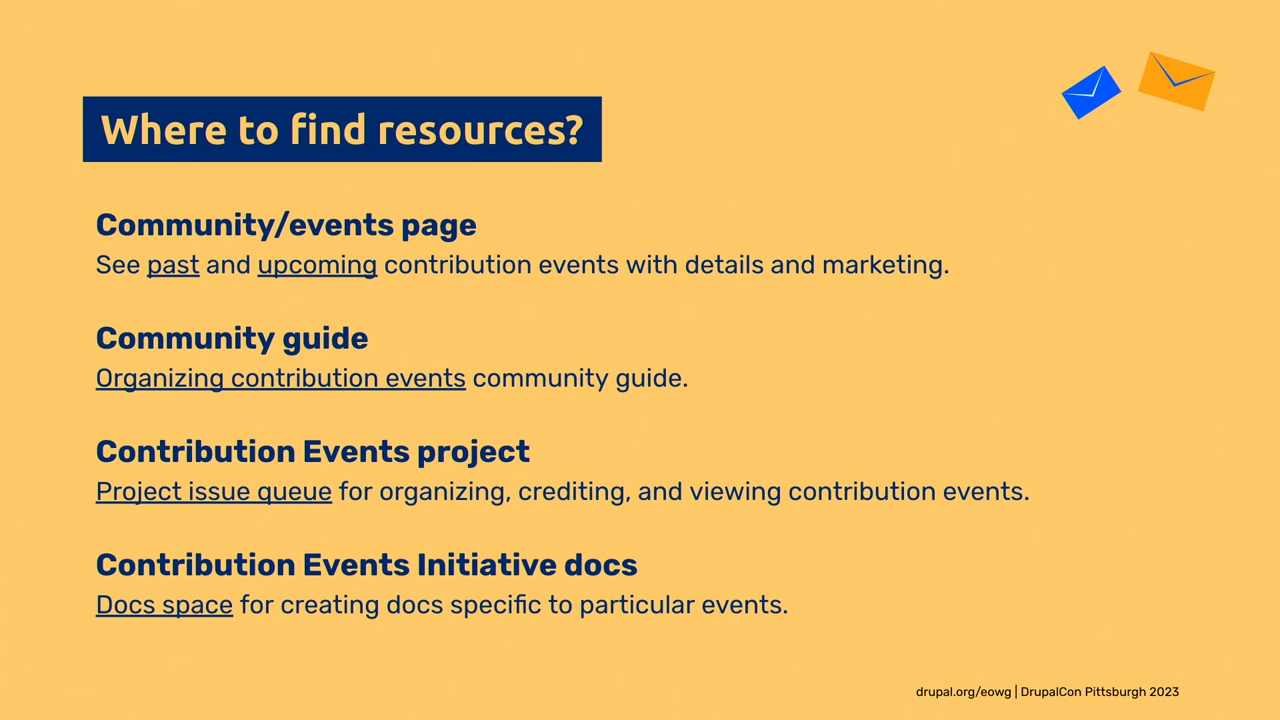 Where to find resources?
Community/events page
See past and upcoming contribution events with details and marketing.
Community guide
Organizing contribution events community guide.
Contribution Events project
Project issue queue for organizing, crediting, and viewing contribution events.
Contribution Events Initiative docs
Docs space for creating docs specific to particular events.
drupal.org/eowg | DrupalCon Pittsburgh 2023